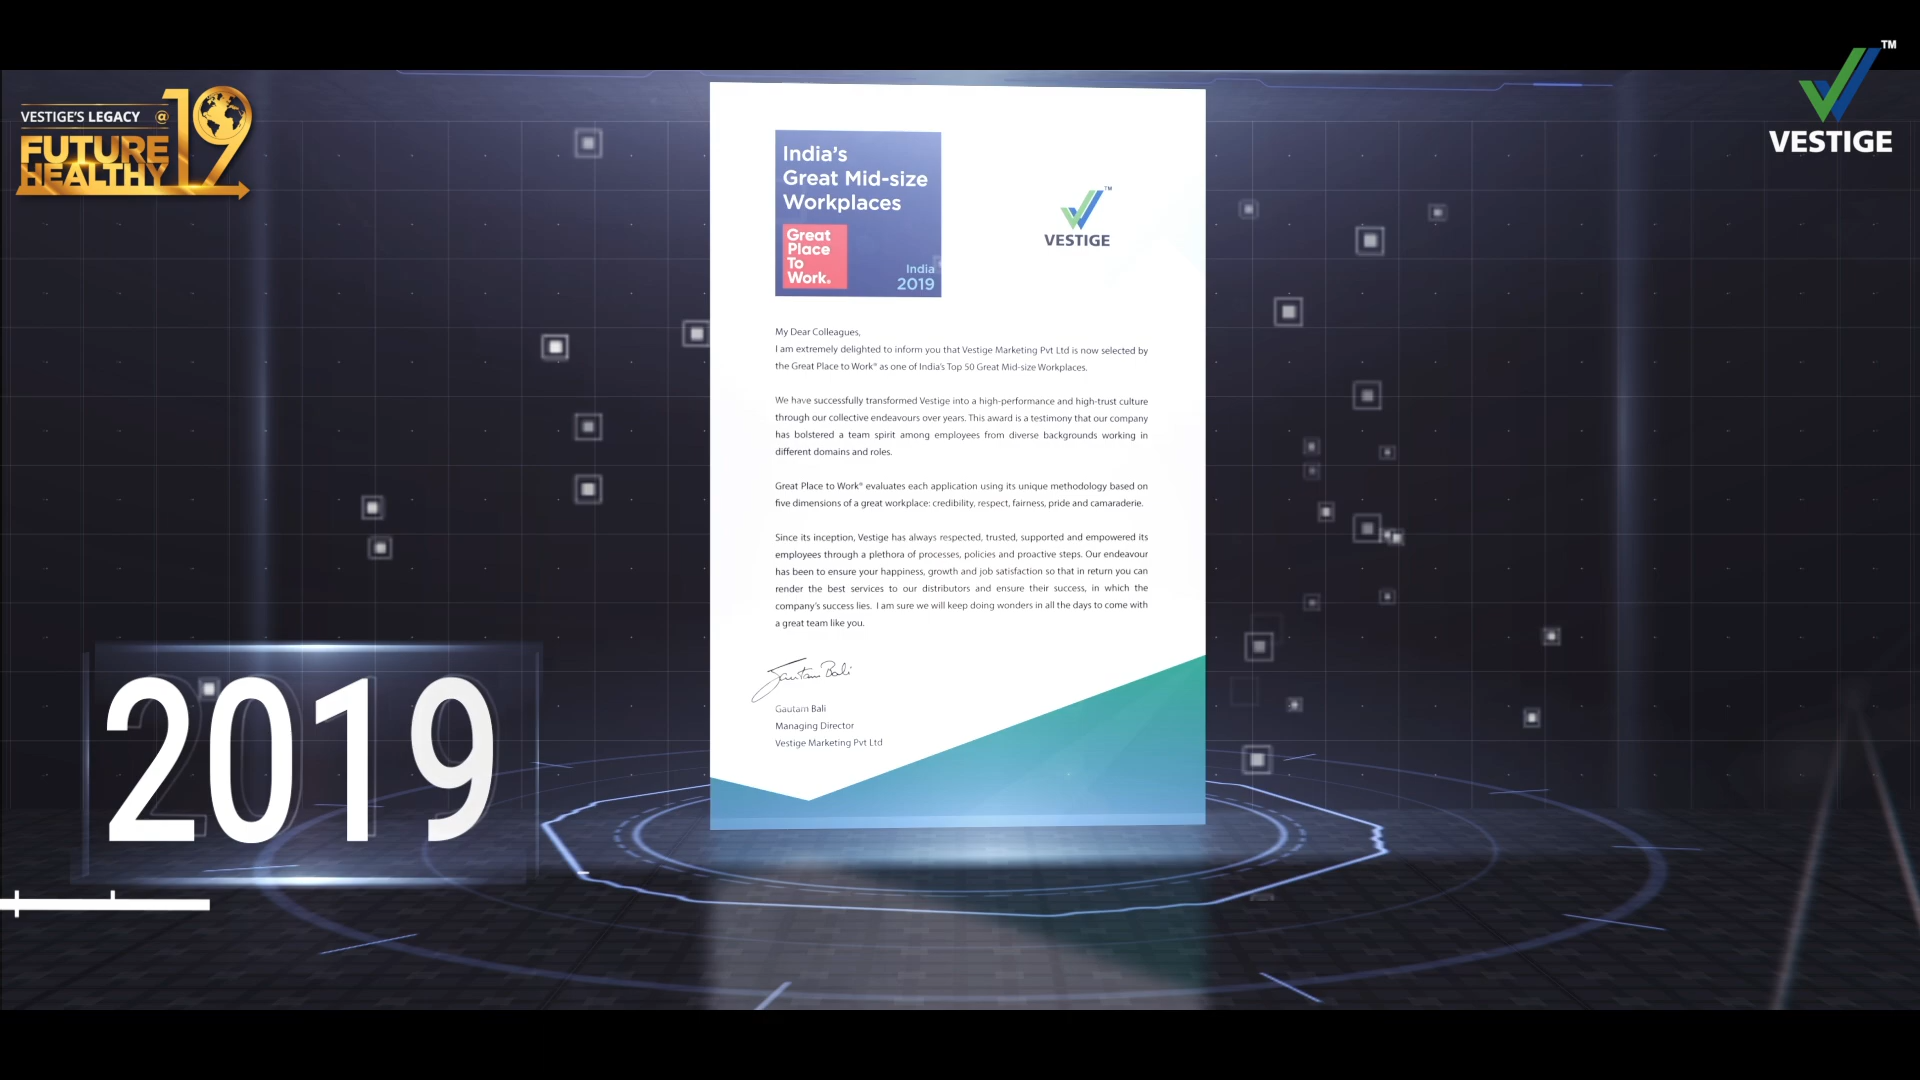 VESTIGE'S LEGACY @ 19
FUTURE
HEALTHY
TM
VESTIGE
India's
Great Mid-size
Workplaces
Great
Place
To
Work.
India
2019
TM
VESTIGE
My Dear Colleagues,
I am extremely delighted to inform you that Vestige Marketing Pvt Ltd is now selected by
the Great Place to Work® as one of India's Top 50 Great Mid-size Workplaces.
We have successfully transformed Vestige into a high-performance and high-trust culture
through our collective endeavours over years. This award is a testimony that our company
has bolstered a team spirit among employees from diverse backgrounds working in
different domains and roles.
Great Place to Work® evaluates each application using its unique methodology based on
five dimensions of a great workplace: credibility, respect, fairness, pride and camaraderie.
Since its inception, Vestige has always respected, trusted, supported and empowered its
employees through a plethora of processes, policies and proactive steps. Our endeavour
has been to ensure your happiness, growth and job satisfaction so that in return you can
render the best services to our distributors and ensure their success, in which the
company's success lies. I am sure we will keep doing wonders in all the days to come with
a great team like you.
Gautam Bali
Gautam Bali
Managing Director
Vestige Marketing Pvt Ltd
2019